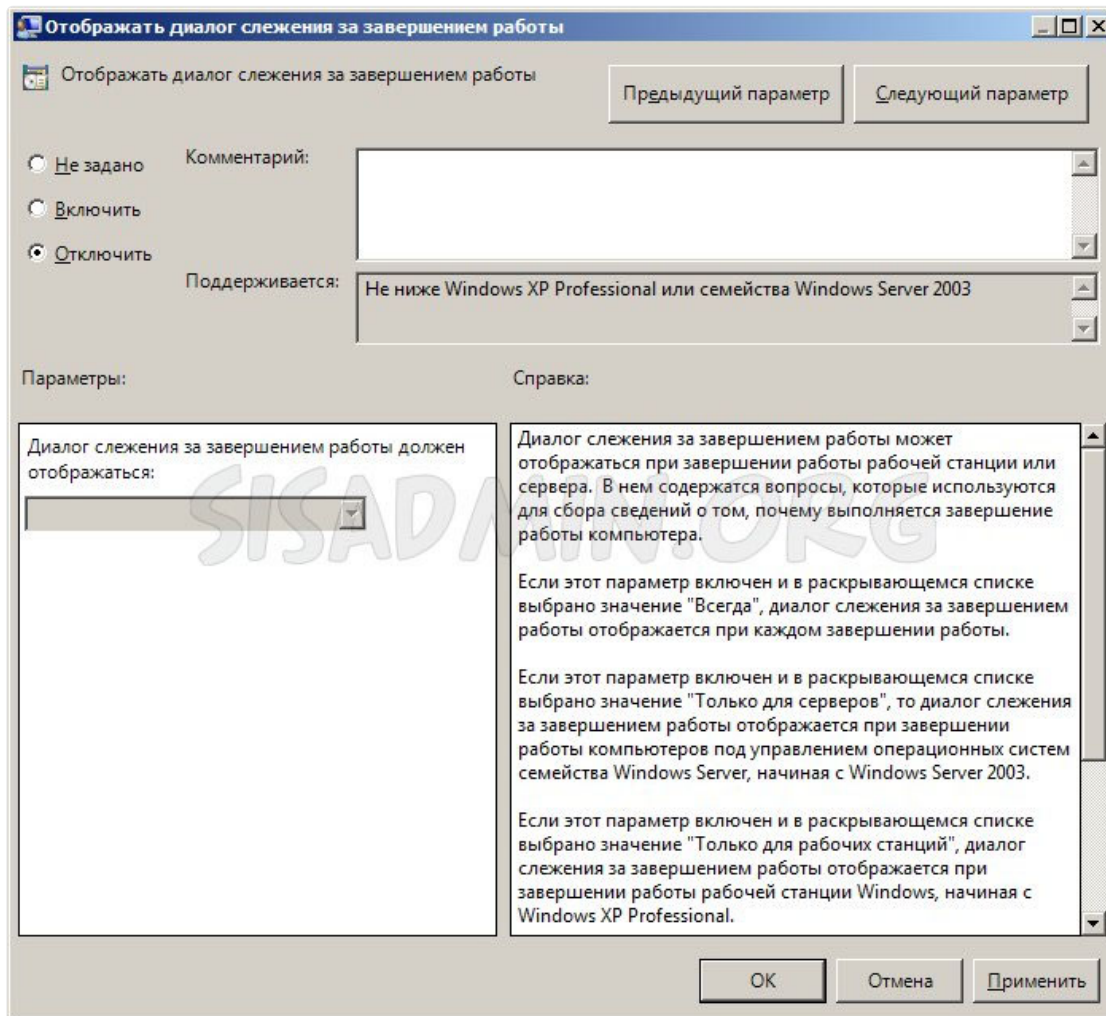 Отображать диалог слежения за завершением работы
Отображать диалог слежения за завершением работы
Предыдущий параметр
Следующий параметр
Не задано
Включить
Отключить
Комментарий:
Поддерживается:
Не ниже Windows XP Professional или семейства Windows Server 2003
Параметры:
Справка:
Диалог слежения за завершением работы должен
отображаться:
Диалог слежения за завершением работы может
отображаться при завершении работы рабочей станции или
сервера.  В нем содержатся вопросы, которые используются
для сбора сведений о том, почему выполняется завершение
работы компьютера.
Если этот параметр включен и в раскрывающемся списке
выбрано значение "Всегда", диалог слежения за завершением
работы отображается при каждом завершении работы.
Если этот параметр включен и в раскрывающемся списке
выбрано значение "Только для серверов", то диалог слежения
за завершением работы отображается при завершении
работы компьютеров под управлением операционных систем
семейства Windows Server, начиная с Windows Server 2003.
Если этот параметр включен и в раскрывающемся списке
выбрано значение "Только для рабочих станций", диалог
слежения за завершением работы отображается при
завершении работы рабочей станции Windows, начиная с
Windows XP Professional.
SISADMIN.ORG
OK
Отмена
Применить